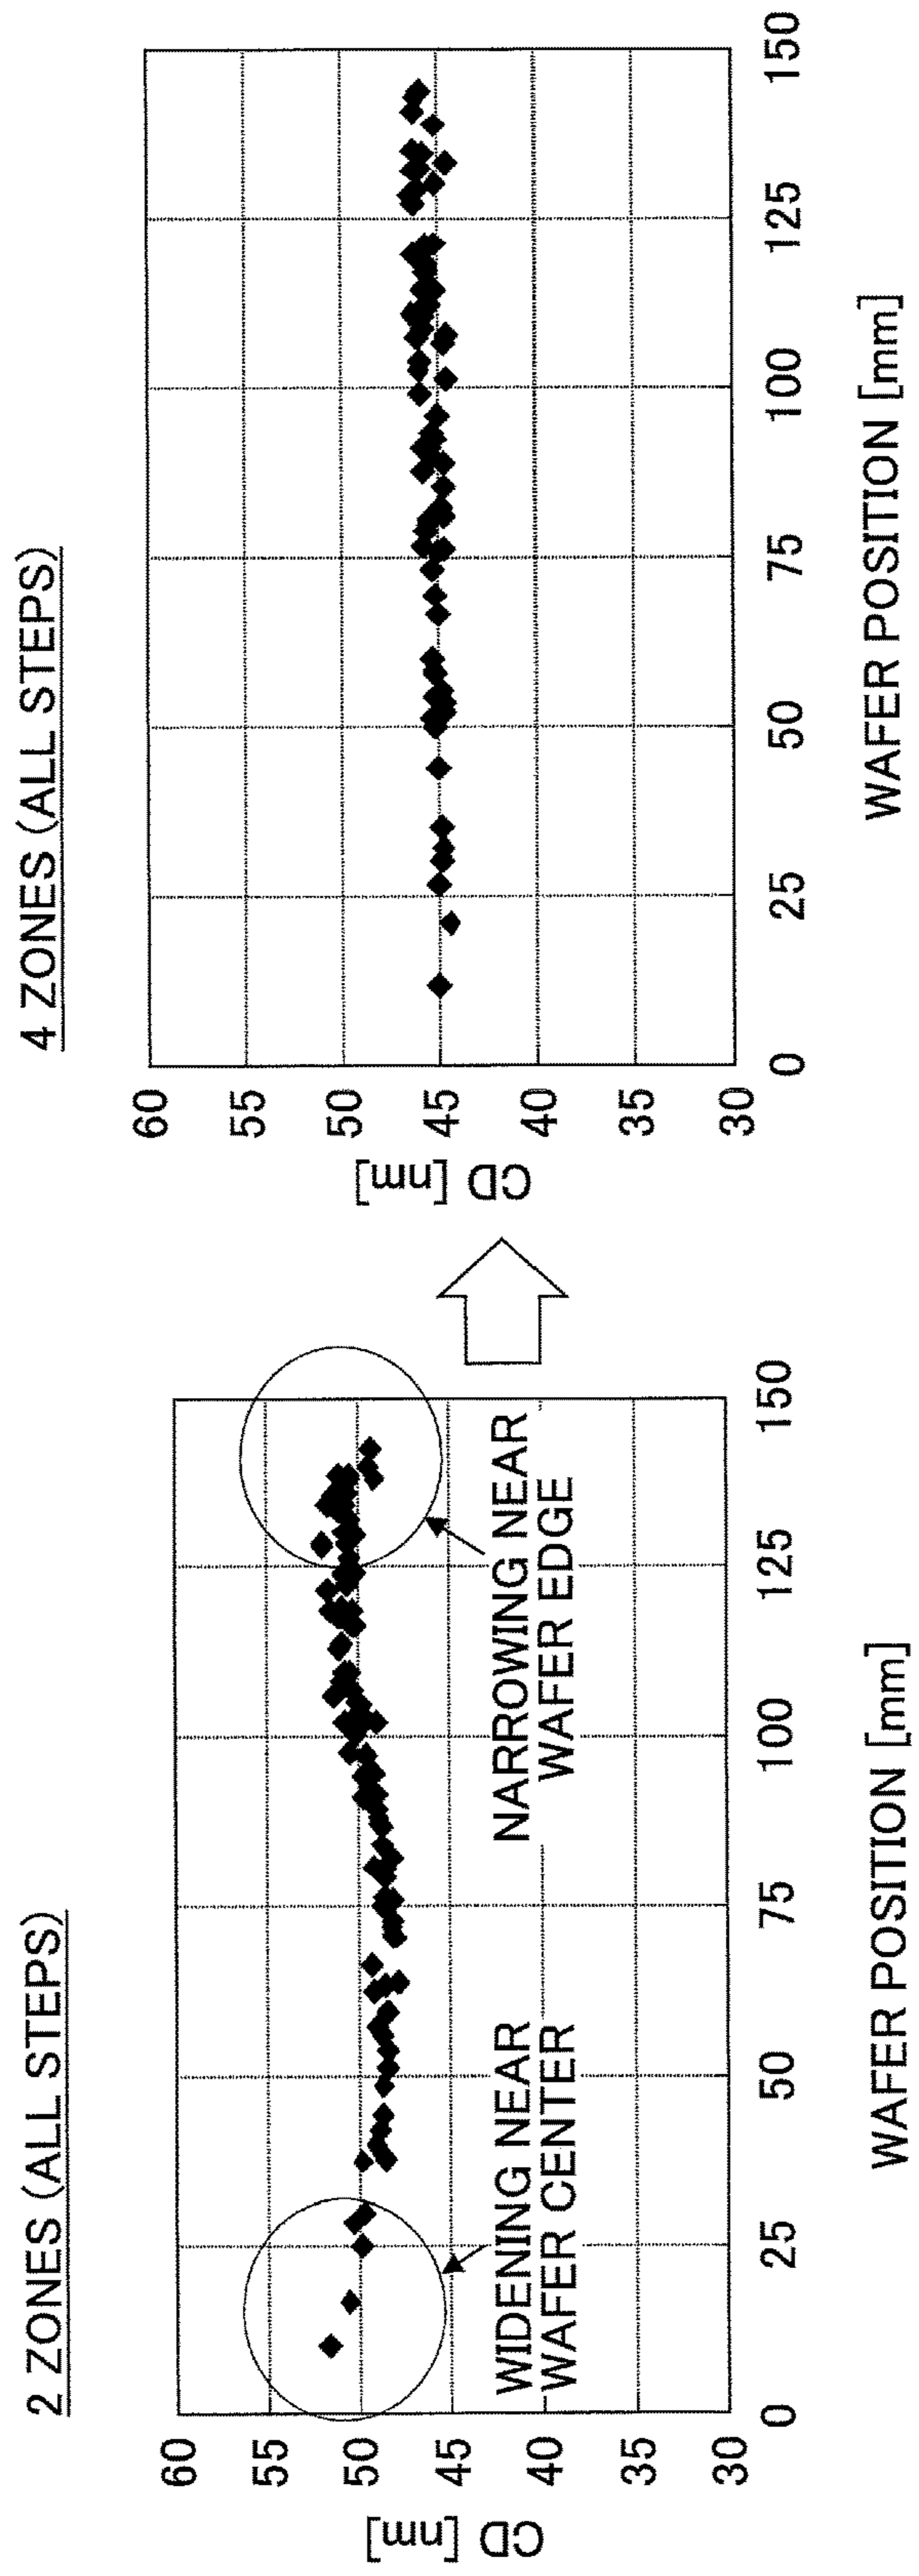 2 ZONES (ALL STEPS)
CD [nm]
60
55
50
45
40
35
30
WIDENING NEAR
WAFER CENTER
NARROWING NEAR
WAFER EDGE
0
25
50
75
100
125
150
WAFER POSITION [mm]
4 ZONES (ALL STEPS)
CD [nm]
60
55
50
45
40
35
30
0
25
50
75
100
125
150
WAFER POSITION [mm]